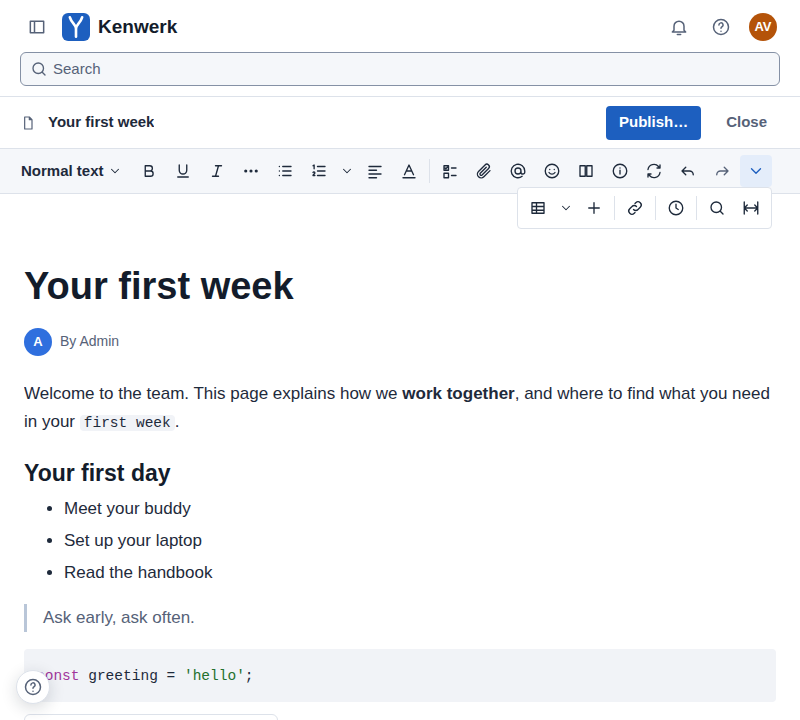 Kenwerk
AV
Search
Your first week
Publish…
Close
Normal text
Your first week
A
By Admin
Welcome to the team. This page explains how we work together, and where to find what you need
in your first week.
Your first day
Meet your buddy
Set up your laptop
Read the handbook
Ask early, ask often.
const greeting = 'hello';